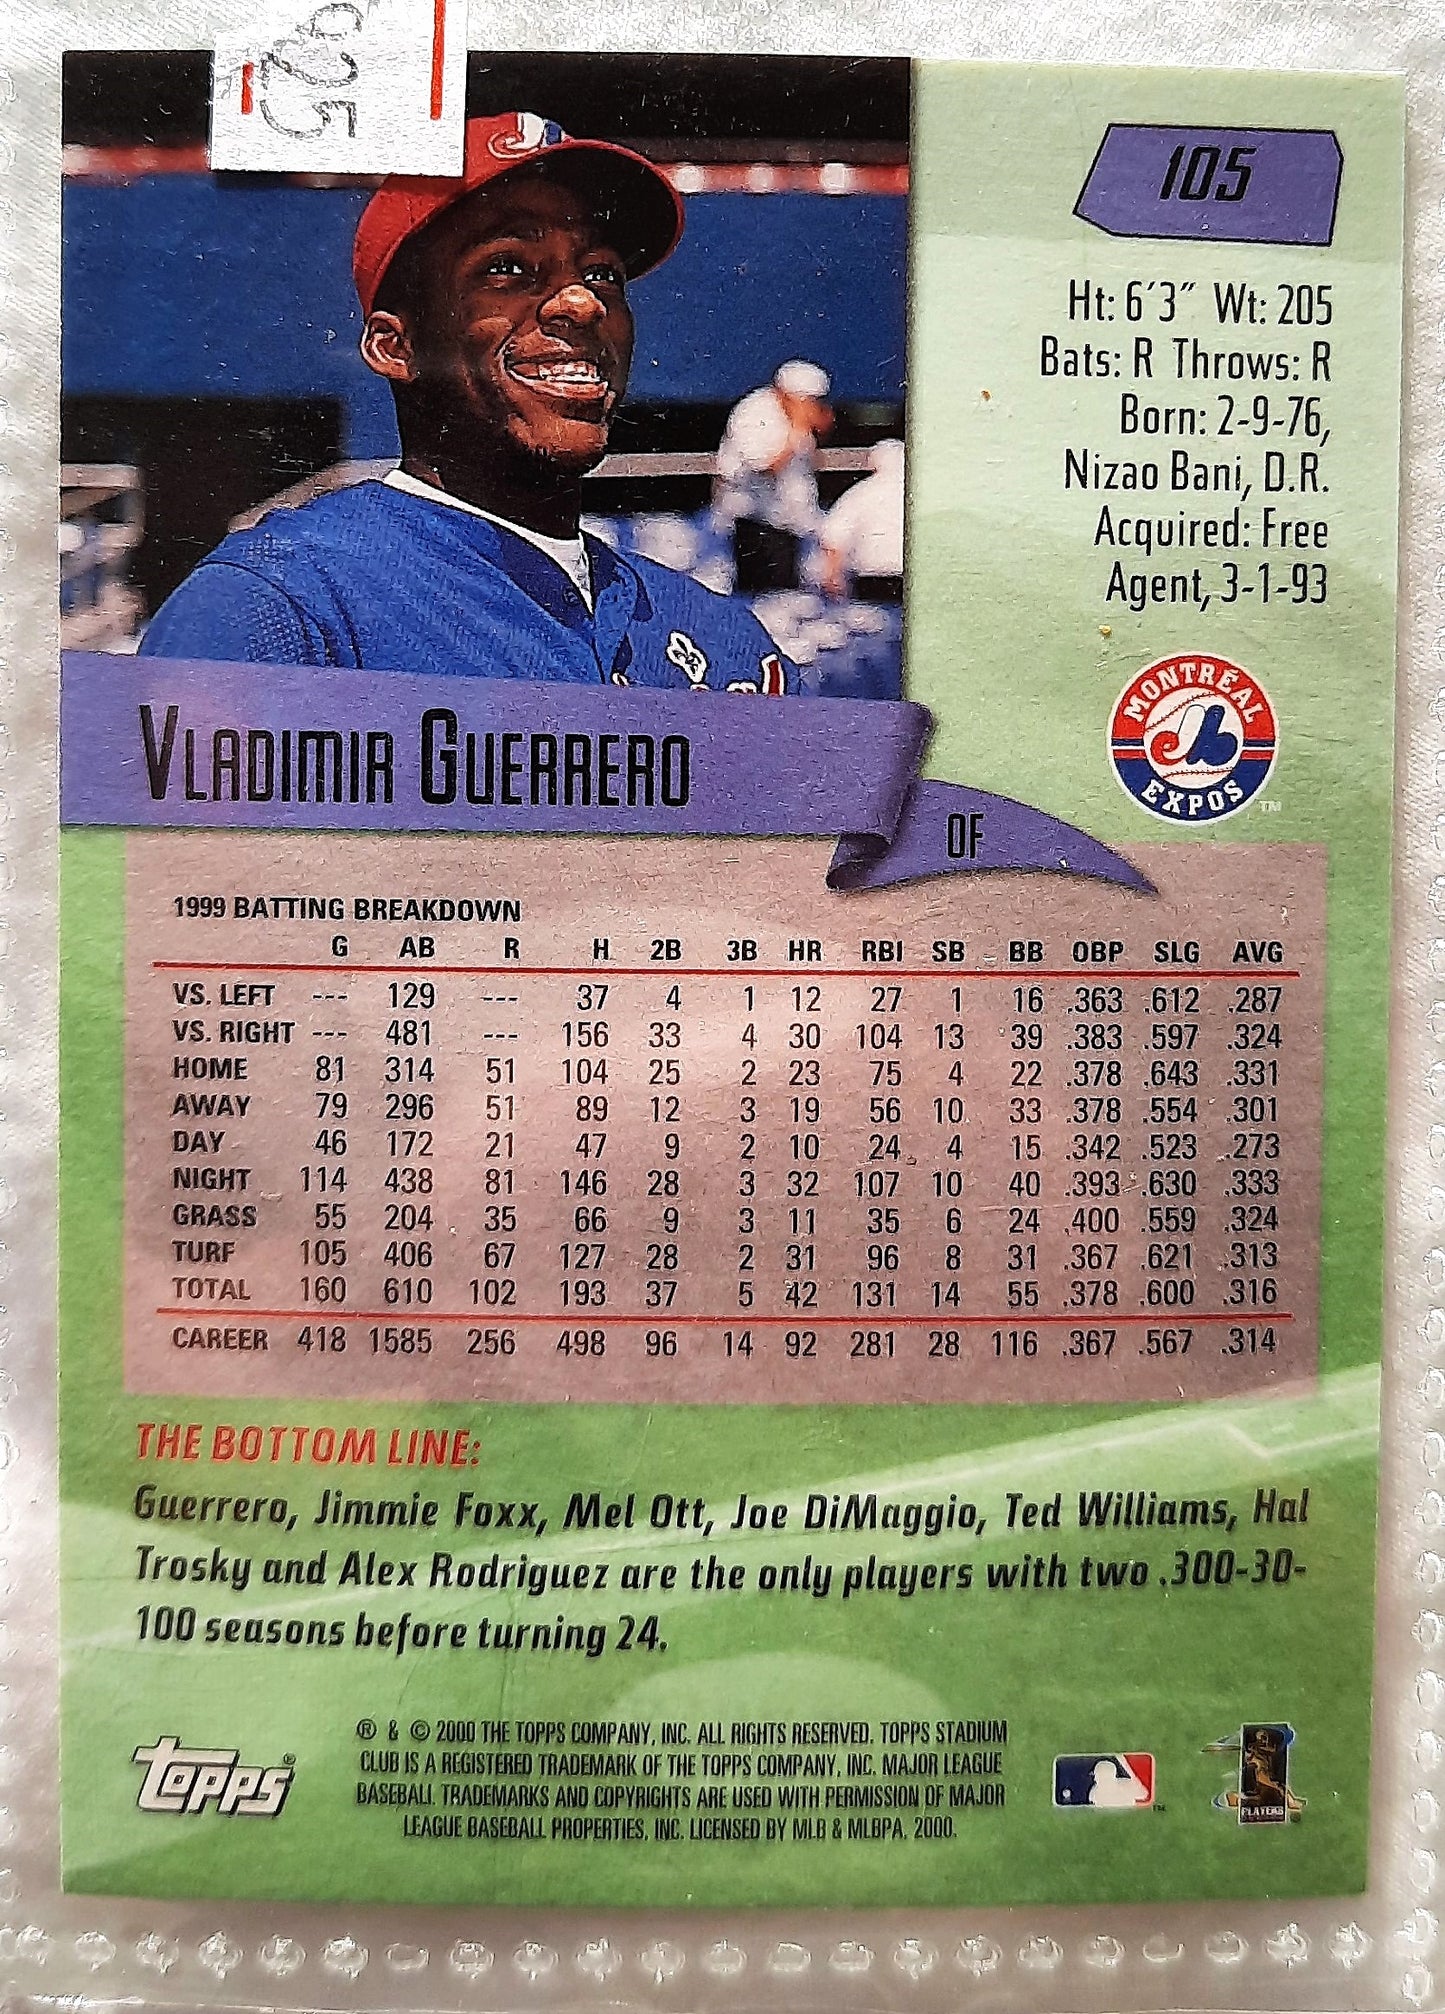 50¢
105
Ht: 6'3" Wt: 205
Bats: R Throws: R
Born: 2-9-76,
Nizao Bani, D.R.
Acquired: Free
Agent, 3-1-93
MONTRÉAL
EXPOS
TM
VLADIMIR GUERRERO
OF
1999 BATTING BREAKDOWN
G AB R H 2B 3B HR RBI SB BB OBP SLG AVG
VS. LEFT --- 129 --- 37 4 1 12 27 1 16 .363 .612 .287
VS. RIGHT --- 481 --- 156 33 4 30 104 13 39 .383 .597 .324
HOME 81 314 51 104 25 2 23 75 4 22 .378 .643 .331
AWAY 79 296 51 89 12 3 19 56 10 33 .378 .554 .301
DAY 46 172 21 47 9 2 10 24 4 15 .342 .523 .273
NIGHT 114 438 81 146 28 3 32 107 10 40 .393 .630 .333
GRASS 55 204 35 66 9 3 11 35 6 24 .400 .559 .324
TURF 105 406 67 127 28 2 31 96 8 31 .367 .621 .313
TOTAL 160 610 102 193 37 5 42 131 14 55 .378 .600 .316
CAREER 418 1585 256 498 96 14 92 281 28 116 .367 .567 .314
THE BOTTOM LINE:
Guerrero, Jimmie Foxx, Mel Ott, Joe DiMaggio, Ted Williams, Hal
Trosky and Alex Rodriguez are the only players with two .300-30-
100 seasons before turning 24.
Topps®
® & © 2000 THE TOPPS COMPANY, INC. ALL RIGHTS RESERVED. TOPPS STADIUM
CLUB IS A REGISTERED TRADEMARK OF THE TOPPS COMPANY, INC. MAJOR LEAGUE
BASEBALL TRADEMARKS AND COPYRIGHTS ARE USED WITH PERMISSION OF MAJOR
LEAGUE BASEBALL PROPERTIES, INC. LICENSED BY MLB & MLBPA, 2000.
TM
PLAYERS